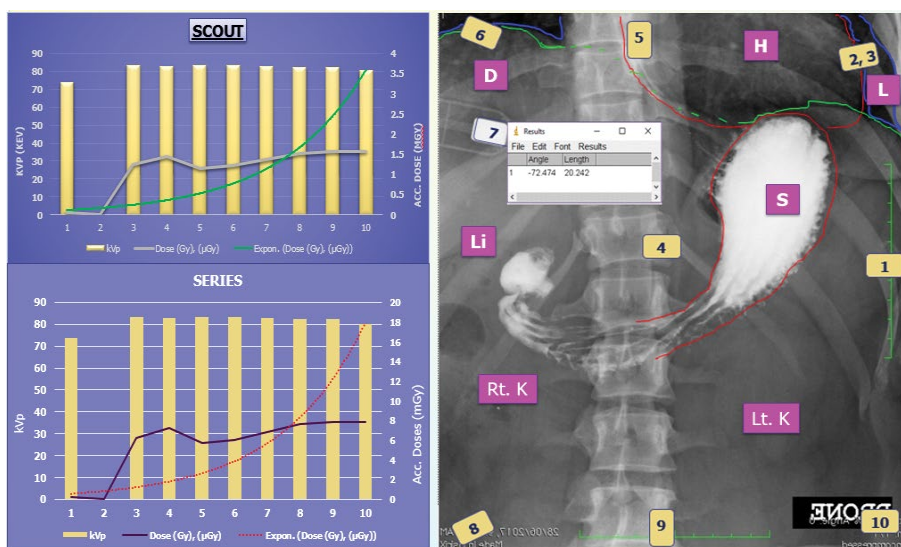 SCOUT
KVP (KEV)
90
80
70
60
50
40
30
20
10
0
4
3.5
3
2.5
2
1.5
1
0.5
0
ACC. DOSE (MGY)
1 2 3 4 5 6 7 8 9 10
kVp Dose (Gy), (µGy) Expon. (Dose (Gy), (µGy))
SERIES
kVp
90
80
70
60
50
40
30
20
10
0
20
18
16
14
12
10
8
6
4
2
0
Acc. Doses (mGy)
1 2 3 4 5 6 7 8 9 10
kVp Dose (Gy), (µGy) Expon. (Dose (Gy), (µGy))
6
5
H
2, 3
D
L
7
Results
File Edit Font Results
Angle Length
1 -72.474 20.242
S
Li
4
1
Rt. K
Lt. K
PRONE
8
28/06/2017
AM
9
10
Made In